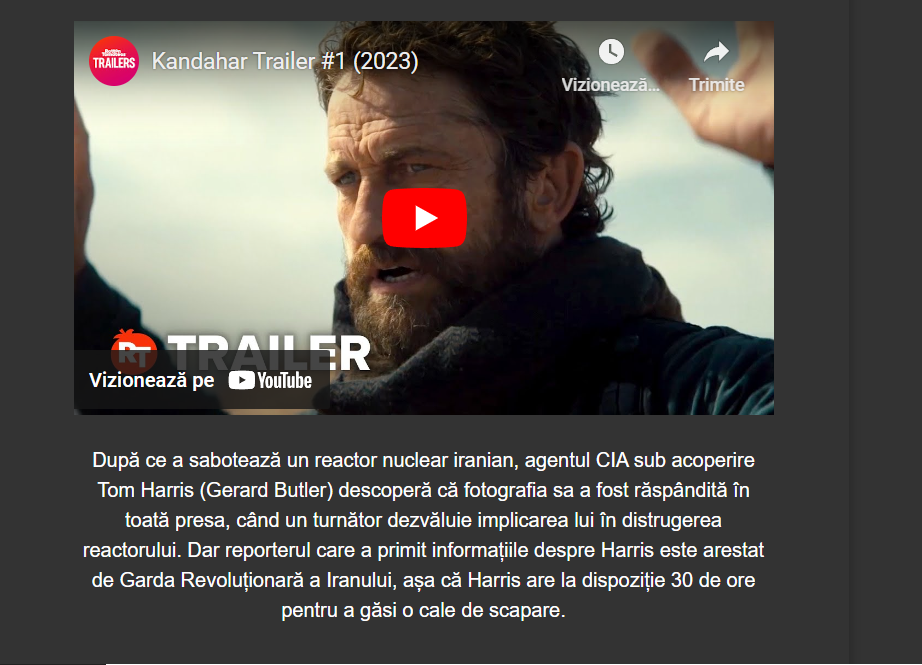 Rotten Tomatoes
TRAILERS
Kandahar Trailer #1 (2023)
Vizionează...
Trimite
RT TRAILER
Vizionează pe YouTube
După ce a sabotează un reactor nuclear iranian, agentul CIA sub acoperire
Tom Harris (Gerard Butler) descoperă că fotografia sa a fost răspândită în
toată presa, când un turnător dezvăluie implicarea lui în distrugerea
reactorului. Dar reporterul care a primit informațiile despre Harris este arestat
de Garda Revoluționară a Iranului, așa că Harris are la dispoziție 30 de ore
pentru a găsi o cale de scapare.